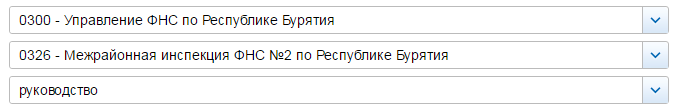 0300 - Управление ФНС по Республике Бурятия
0326 - Межрайонная инспекция ФНС №2 по Республике Бурятия
руководство